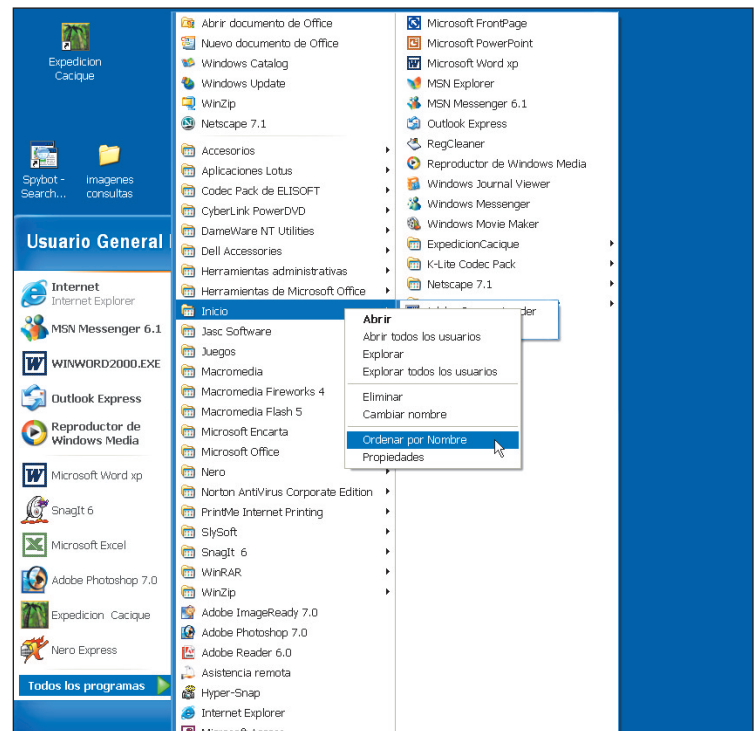 Expedicion
Cacique
Spybot -
Search...
imagenes
consultas
Usuario General
Internet
Internet Explorer
MSN Messenger 6.1
WINWORD2000.EXE
Outlook Express
Reproductor de
Windows Media
Microsoft Word xp
SnagIt 6
Microsoft Excel
Adobe Photoshop 7.0
Expedicion Cacique
Nero Express
Todos los programas
Abrir documento de Office
Nuevo documento de Office
Windows Catalog
Windows Update
WinZip
Netscape 7.1
Accesorios
Aplicaciones Lotus
Codec Pack de ELISOFT
CyberLink PowerDVD
DameWare NT Utilities
Dell Accessories
Herramientas administrativas
Herramientas de Microsoft Office
Inicio
Jasc Software
Juegos
Macromedia
Macromedia Fireworks 4
Macromedia Flash 5
Microsoft Encarta
Microsoft Office
Nero
Norton AntiVirus Corporate Edition
PrintMe Internet Printing
SlySoft
SnagIt 6
WinRAR
WinZip
Adobe ImageReady 7.0
Adobe Photoshop 7.0
Adobe Reader 6.0
Asistencia remota
Hyper-Snap
Internet Explorer
Microsoft FrontPage
Microsoft PowerPoint
Microsoft Word xp
MSN Explorer
MSN Messenger 6.1
Outlook Express
RegCleaner
Reproductor de Windows Media
Windows Journal Viewer
Windows Messenger
Windows Movie Maker
ExpedicionCacique
K-Lite Codec Pack
Netscape 7.1
Abrir
Abrir todos los usuarios
Explorar
Explorar todos los usuarios
Eliminar
Cambiar nombre
Ordenar por Nombre
Propiedades